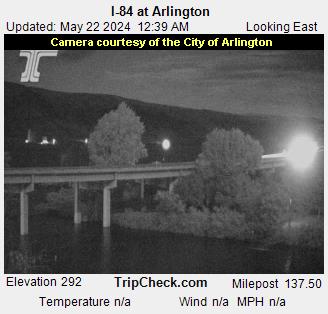 I-84 at Arlington
Updated: May 22 2024 12:39 AM Looking East
Camera courtesy of the City of Arlington
Elevation 292 TripCheck.com Milepost 137.50
Temperature n/a Wind n/a MPH n/a